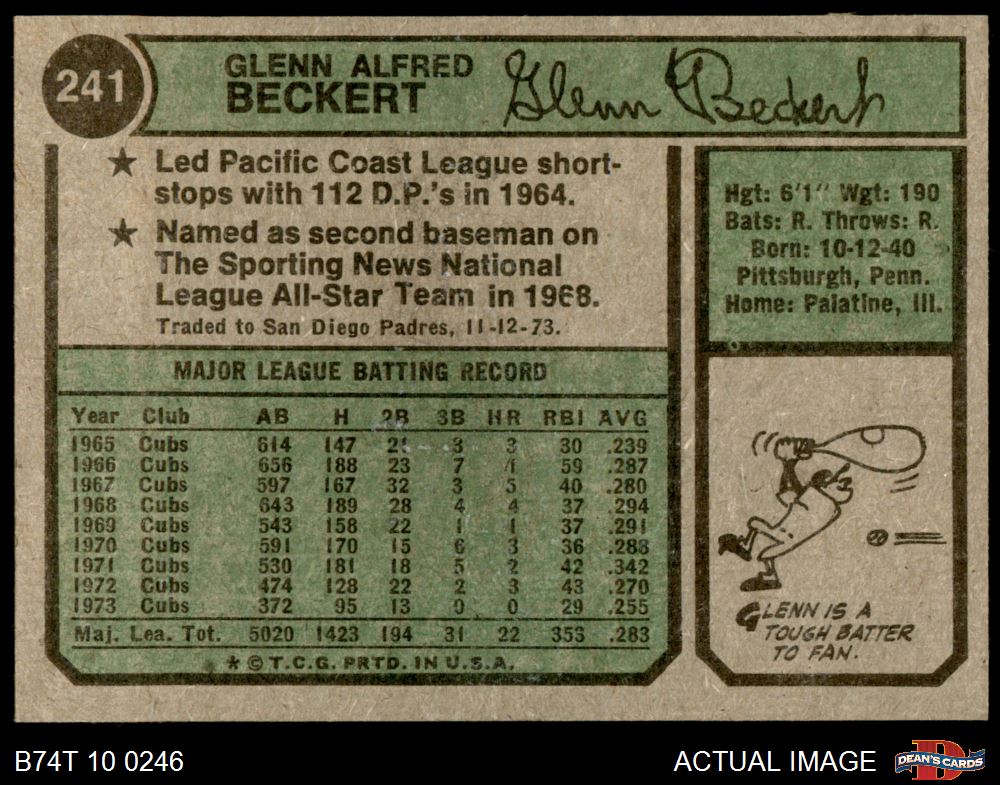 241
GLENN ALFRED
BECKERT
Glenn Beckert
★ Led Pacific Coast League short-
stops with 112 D.P.'s in 1964.
★ Named as second baseman on
The Sporting News National
League All-Star Team in 1968.
Traded to San Diego Padres, 11-12-73.
Hgt: 6'1" Wgt: 190
Bats: R. Throws: R.
Born: 10-12-40
Pittsburgh, Penn.
Home: Palatine, Ill.
MAJOR LEAGUE BATTING RECORD
Year Club AB H 2B 3B HR RBI AVG
1965 Cubs 614 147 21 3 3 30 .239
1966 Cubs 656 188 23 7 1 59 .287
1967 Cubs 597 167 32 3 5 40 .280
1968 Cubs 643 189 28 4 4 37 .294
1969 Cubs 543 158 22 1 1 37 .291
1970 Cubs 591 170 15 6 3 36 .288
1971 Cubs 530 181 18 5 2 42 .342
1972 Cubs 474 128 22 2 3 43 .270
1973 Cubs 372 95 13 0 0 29 .255
Maj. Lea. Tot. 5020 1423 194 31 22 353 .283
* © T.C.G. PRTD. IN U.S.A.
GLENN IS A
TOUGH BATTER
TO FAN.
B74T 10 0246
ACTUAL IMAGE
D
DEAN'S CARDS